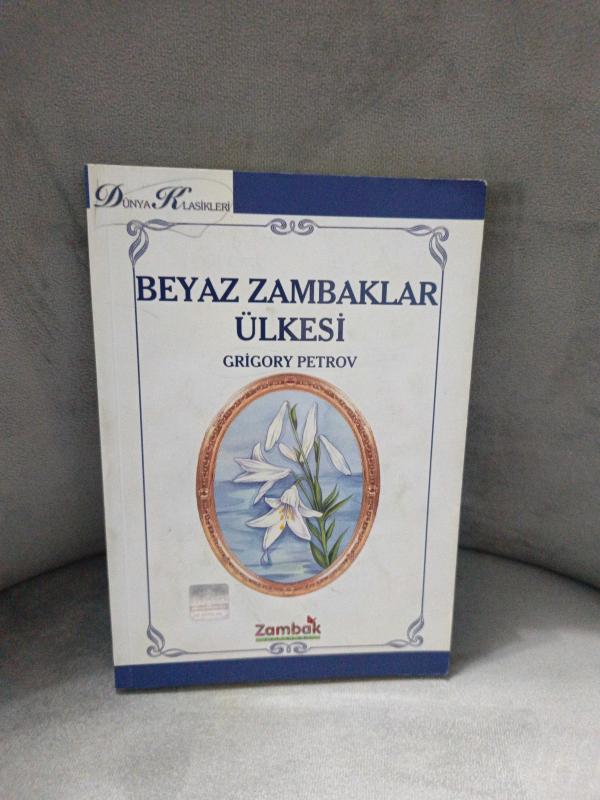 DÜNYA KLASİKLERİ
BEYAZ ZAMBAKLAR
ÜLKESİ
GRİGORY PETROV
Zambak